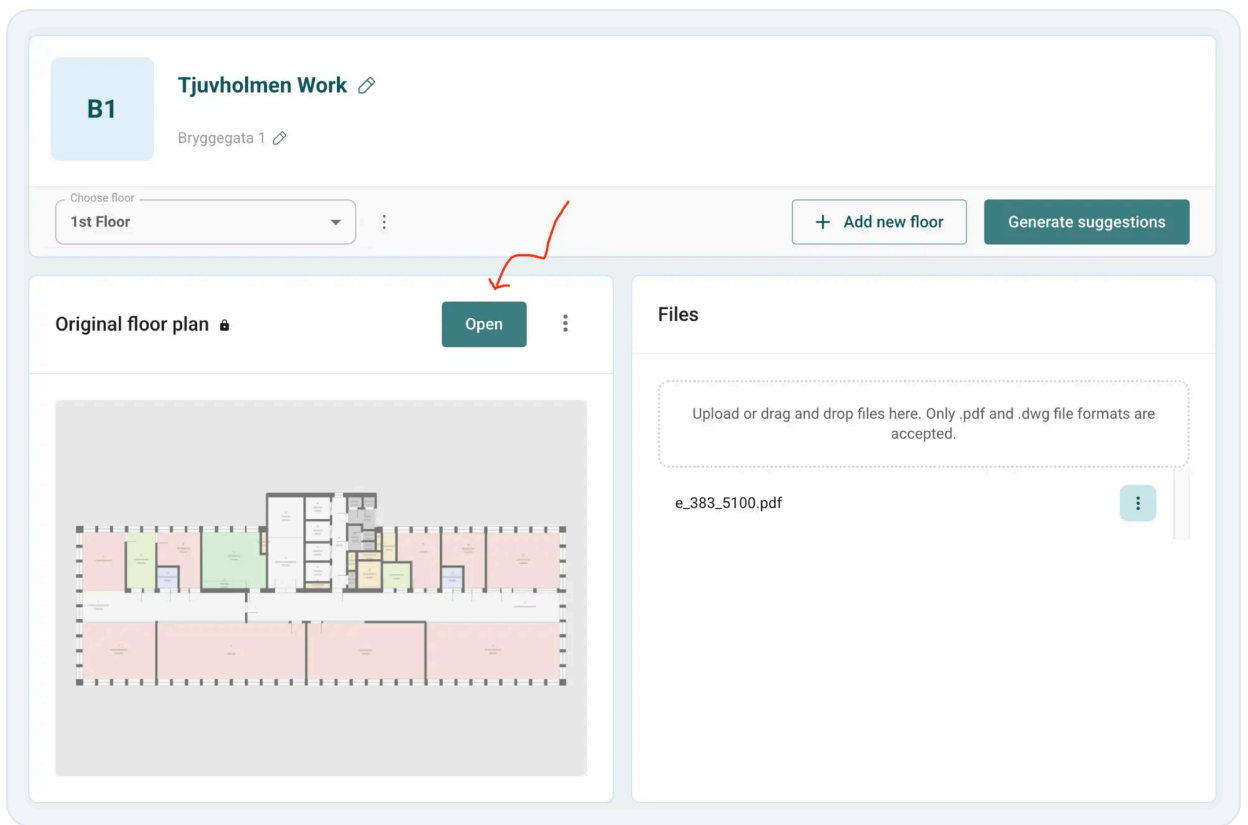 B1
Tjuvholmen Work
Bryggegata 1
Choose floor
1st Floor
+ Add new floor
Generate suggestions
Original floor plan
Open
Files
Upload or drag and drop files here. Only .pdf and .dwg file formats are
accepted.
e_383_5100.pdf